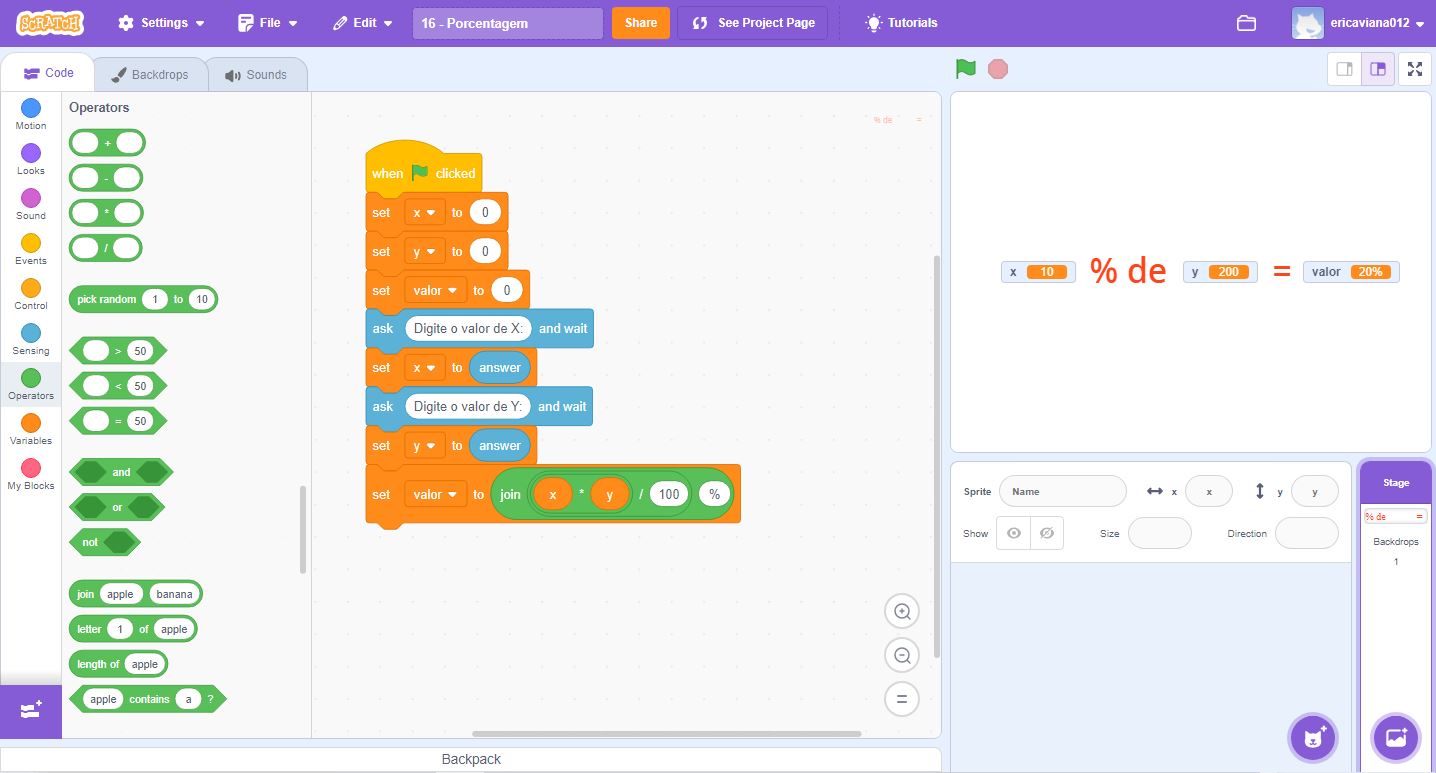 SCRATCH Settings File Edit 16 - Porcentagem Share See Project Page Tutorials ericaviana012
Code Backdrops Sounds
Motion
Looks
Sound
Events
Control
Sensing
Operators
Variables
My Blocks
Operators
+
-
*
/
pick random 1 to 10
> 50
< 50
= 50
and
or
not
join apple banana
letter 1 of apple
length of apple
apple contains a ?
% de =
when clicked
set x to 0
set y to 0
set valor to 0
ask Digite o valor de X: and wait
set x to answer
ask Digite o valor de Y: and wait
set y to answer
set valor to join x * y / 100 %
=
Backpack
x 10 % de y 200 = valor 20%
Sprite Name x x y y
Show Size Direction
Stage
% de =
Backdrops
1